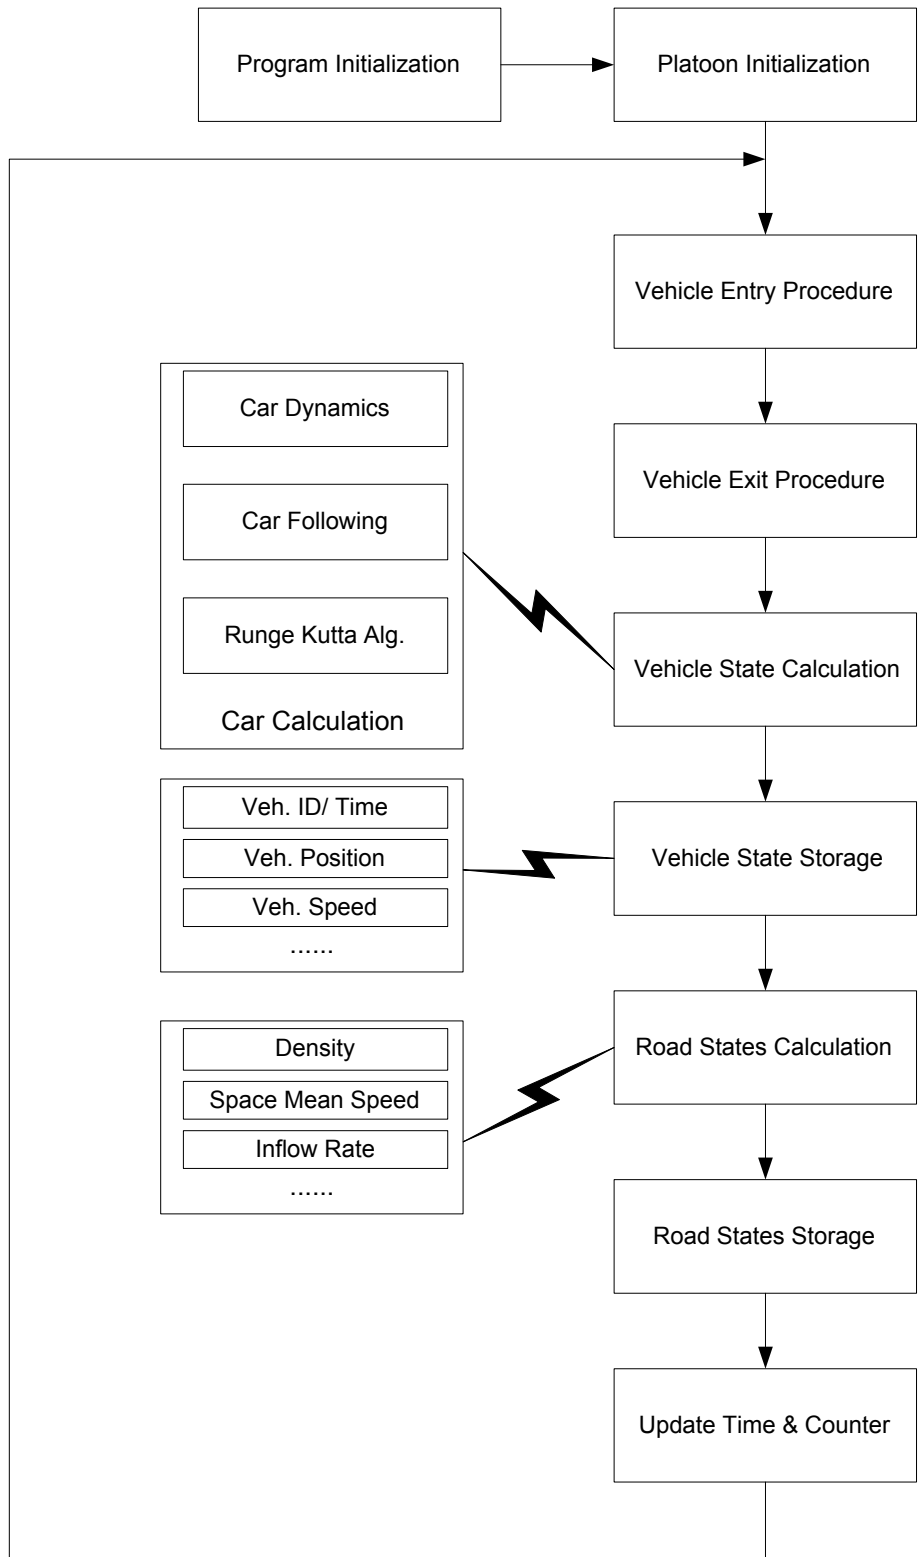 Program Initialization
Platoon Initialization
Vehicle Entry Procedure
Car Dynamics
Vehicle Exit Procedure
Car Following
Runge Kutta Alg.
Vehicle State Calculation
Car Calculation
Veh. ID/ Time
Veh. Position
Vehicle State Storage
Veh. Speed
......
Density
Road States Calculation
Space Mean Speed
Inflow Rate
......
Road States Storage
Update Time & Counter